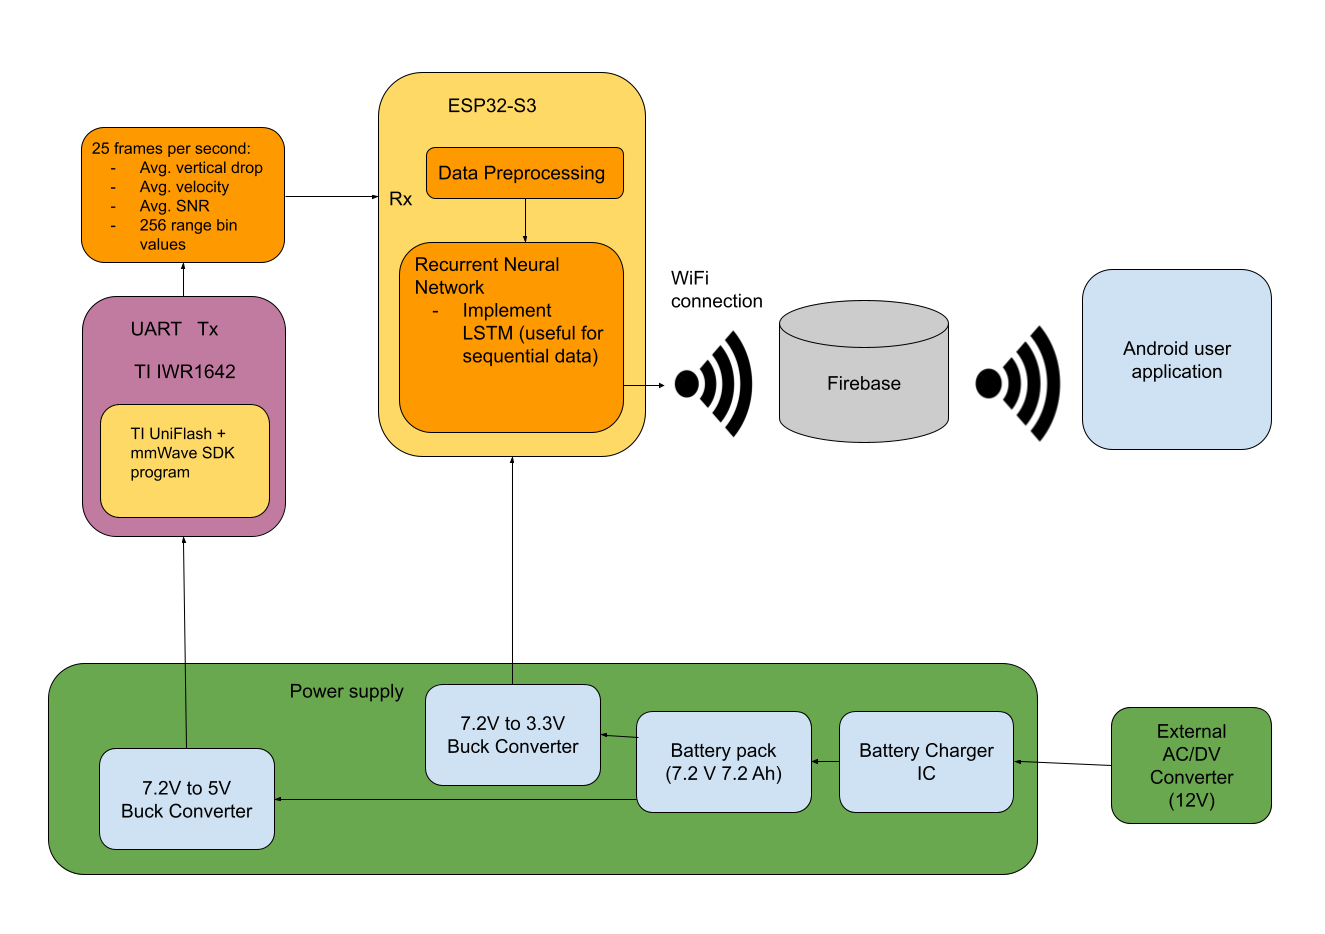 ESP32-S3
25 frames per second:
- Avg. vertical drop
- Avg. velocity
- Avg. SNR
- 256 range bin
values
Data Preprocessing
Rx
Recurrent Neural
Network
- Implement
LSTM (useful for
sequential data)
WiFi
connection
Firebase
Android user
application
UART Tx
TI IWR1642
TI UniFlash +
mmWave SDK
program
Power supply
7.2V to 5V
Buck Converter
7.2V to 3.3V
Buck Converter
Battery pack
(7.2 V 7.2 Ah)
Battery Charger
IC
External
AC/DV
Converter
(12V)